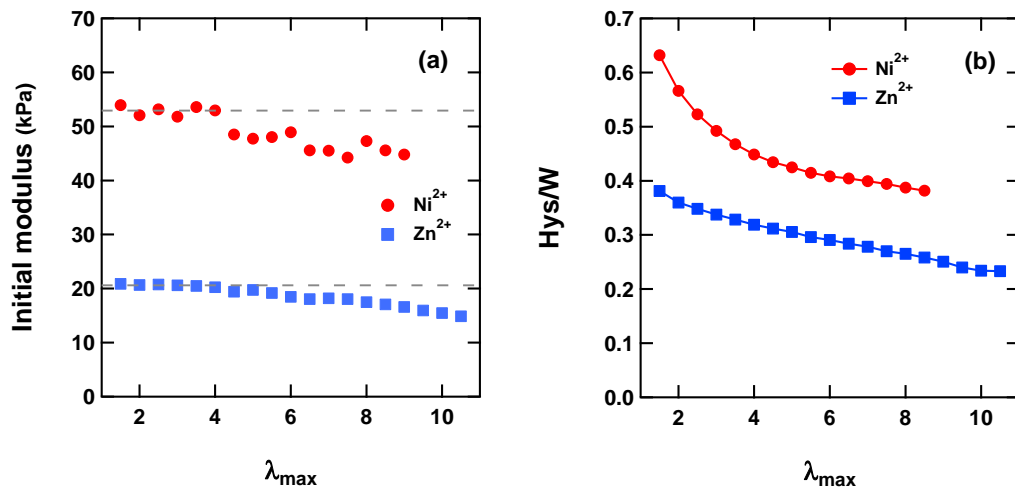 (a)
Initial modulus (kPa)
70
60
50
40
30
20
10
0
Ni²⁺
Zn²⁺
2
4
6
8
10
λmax
(b)
Hys/W
0.7
0.6
0.5
0.4
0.3
0.2
0.1
0.0
Ni²⁺
Zn²⁺
2
4
6
8
10
λmax